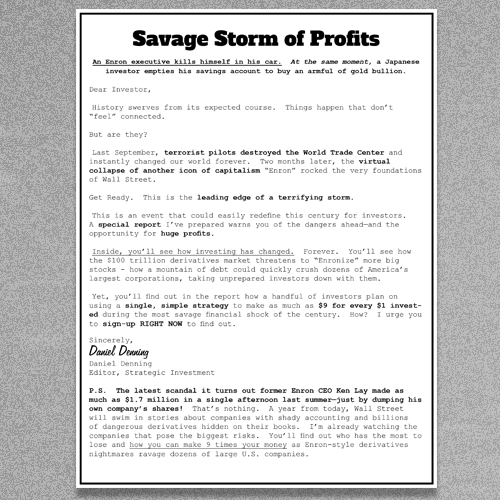 Savage Storm of Profits
An Enron executive kills himself in his car. At the same moment, a Japanese
investor empties his savings account to buy an armful of gold bullion.
Dear Investor,
History swerves from its expected course. Things happen that don't
"feel" connected.
But are they?
Last September, terrorist pilots destroyed the World Trade Center and
instantly changed our world forever. Two months later, the virtual
collapse of another icon of capitalism "Enron" rocked the very foundations
of Wall Street.
Get Ready. This is the leading edge of a terrifying storm.
This is an event that could easily redefine this century for investors.
A special report I've prepared warns you of the dangers ahead—and the
opportunity for huge profits.
Inside, you'll see how investing has changed. Forever. You'll see how
the $100 trillion derivatives market threatens to "Enronize" more big
stocks - how a mountain of debt could quickly crush dozens of America's
largest corporations, taking unprepared investors down with them.
Yet, you'll find out in the report how a handful of investors plan on
using a single, simple strategy to make as much as $9 for every $1 invest-
ed during the most savage financial shock of the century. How? I urge you
to sign-up RIGHT NOW to find out.
Sincerely,
Daniel Denning
Daniel Denning
Editor, Strategic Investment
P.S. The latest scandal it turns out former Enron CEO Ken Lay made as
much as $1.7 million in a single afternoon last summer—just by dumping his
own company's shares! That's nothing. A year from today, Wall Street
will swim in stories about companies with shady accounting and billions
of dangerous derivatives hidden on their books. I'm already watching the
companies that pose the biggest risks. You'll find out who has the most to
lose and how you can make 9 times your money as Enron-style derivatives
nightmares ravage dozens of large U.S. companies.